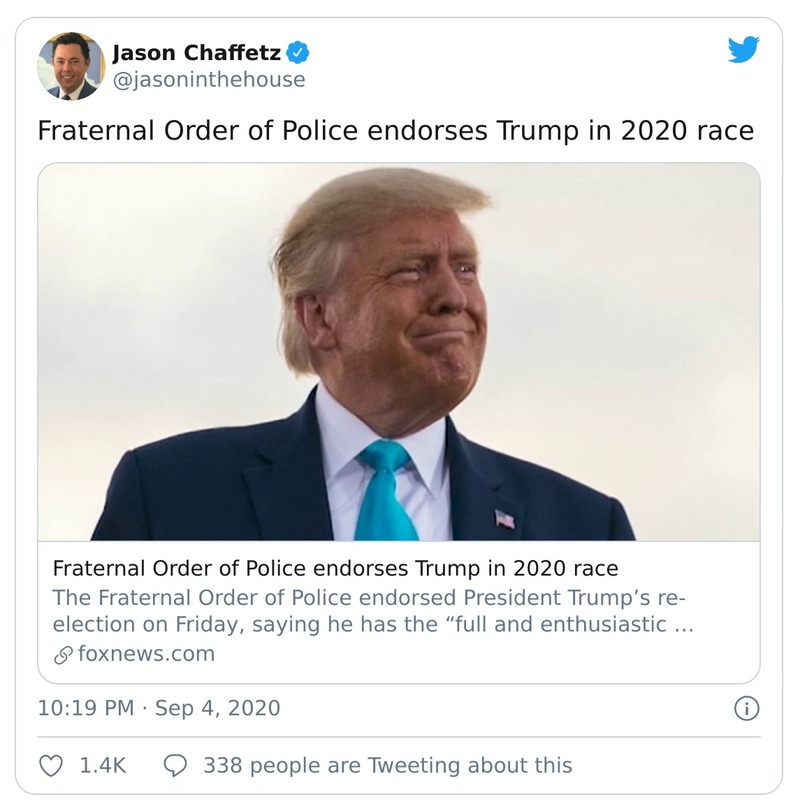 Jason Chaffetz
@jasoninthehouse
Fraternal Order of Police endorses Trump in 2020 race
Fraternal Order of Police endorses Trump in 2020 race
The Fraternal Order of Police endorsed President Trump’s re-
election on Friday, saying he has the “full and enthusiastic ...
foxnews.com
10:19 PM · Sep 4, 2020
1.4K 338 people are Tweeting about this